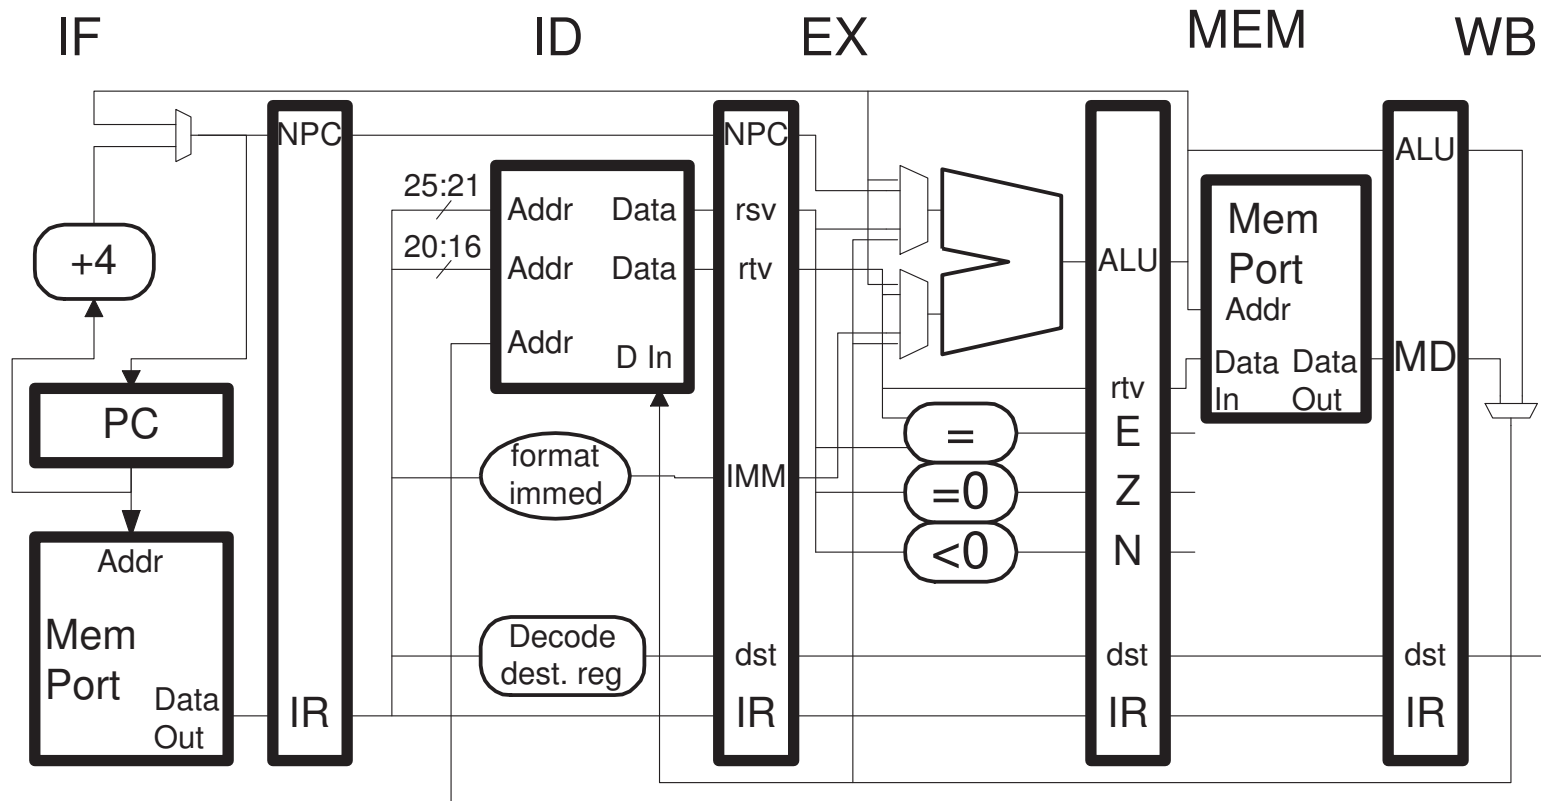 IF
ID
EX
MEM
WB
+4
PC
Addr
Mem
Port
Data
Out
NPC
IR
25:21
20:16
Addr Data
Addr Data
Addr
D In
format
immed
Decode
dest. reg
NPC
rsv
rtv
IMM
dst
IR
=
=0
<0
ALU
rtv
E
Z
N
dst
IR
Mem
Port
Addr
Data Data
In Out
ALU
MD
dst
IR